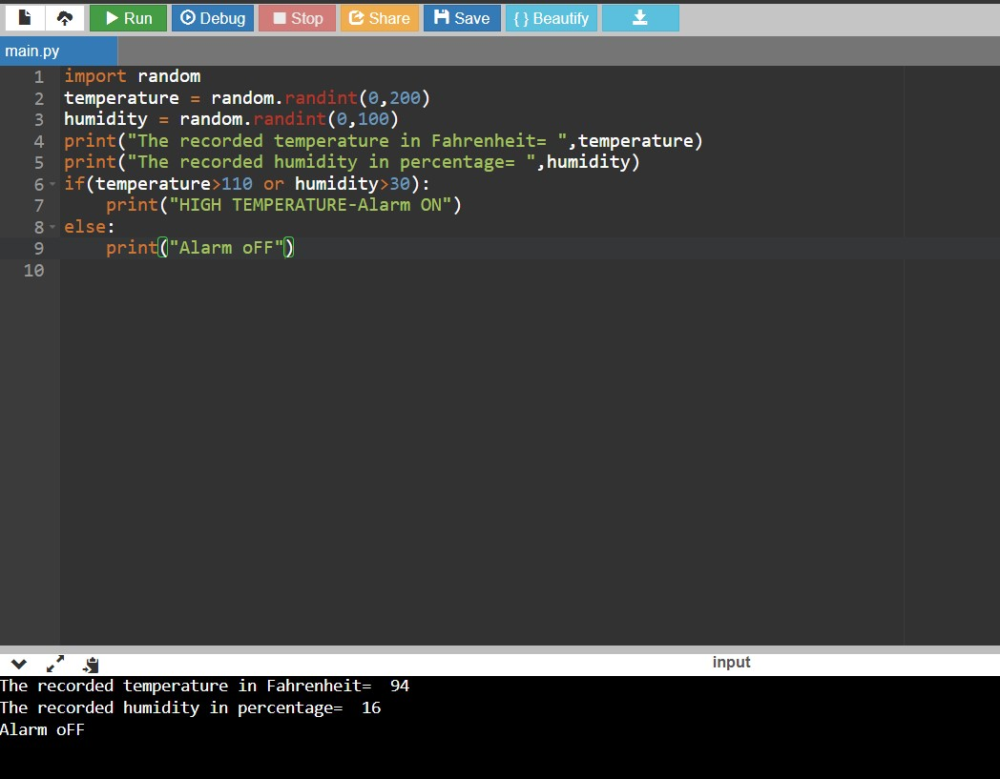 Run Debug Stop Share Save { } Beautify
main.py
1 import random
2 temperature = random.randint(0,200)
3 humidity = random.randint(0,100)
4 print("The recorded temperature in Fahrenheit= ",temperature)
5 print("The recorded humidity in percentage= ",humidity)
6 if(temperature>110 or humidity>30):
7     print("HIGH TEMPERATURE-Alarm ON")
8 else:
9     print("Alarm oFF")
10
input
The recorded temperature in Fahrenheit=  94
The recorded humidity in percentage=  16
Alarm oFF